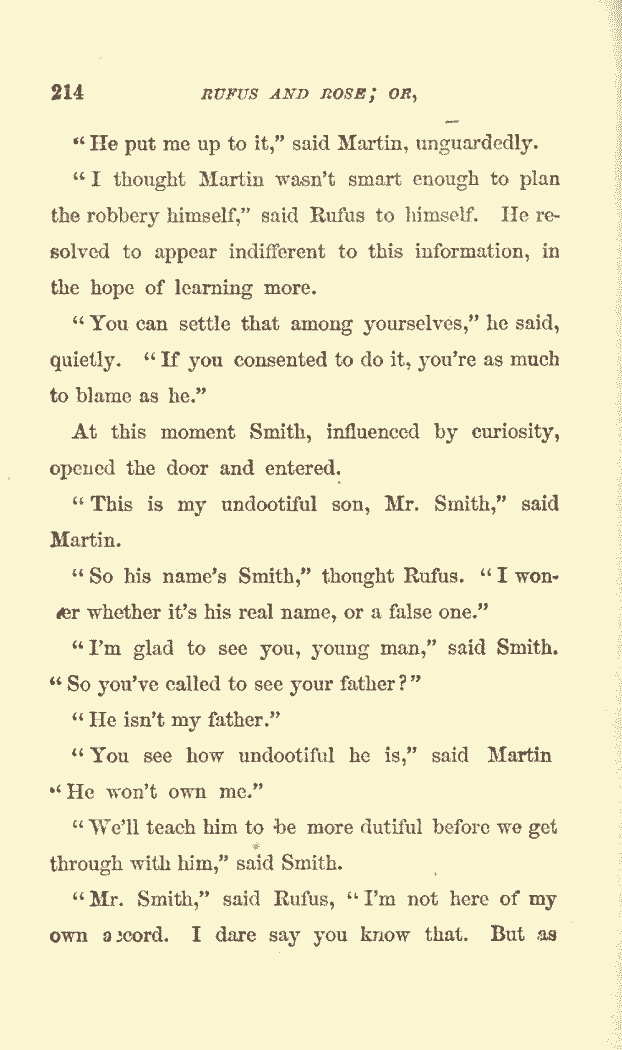 214 RUFUS AND ROSE; OR,
"He put me up to it," said Martin, unguardedly.
"I thought Martin wasn't smart enough to plan
the robbery himself," said Rufus to himself. He re-
solved to appear indifferent to this information, in
the hope of learning more.
"You can settle that among yourselves," he said,
quietly. "If you consented to do it, you're as much
to blame as he."
At this moment Smith, influenced by curiosity,
opened the door and entered.
"This is my undootiful son, Mr. Smith," said
Martin.
"So his name's Smith," thought Rufus. "I won-
der whether it's his real name, or a false one."
"I'm glad to see you, young man," said Smith.
"So you've called to see your father?"
"He isn't my father."
"You see how undootiful he is," said Martin
"He won't own me."
"We'll teach him to be more dutiful before we get
through with him," said Smith.
"Mr. Smith," said Rufus, "I'm not here of my
own accord. I dare say you know that. But as